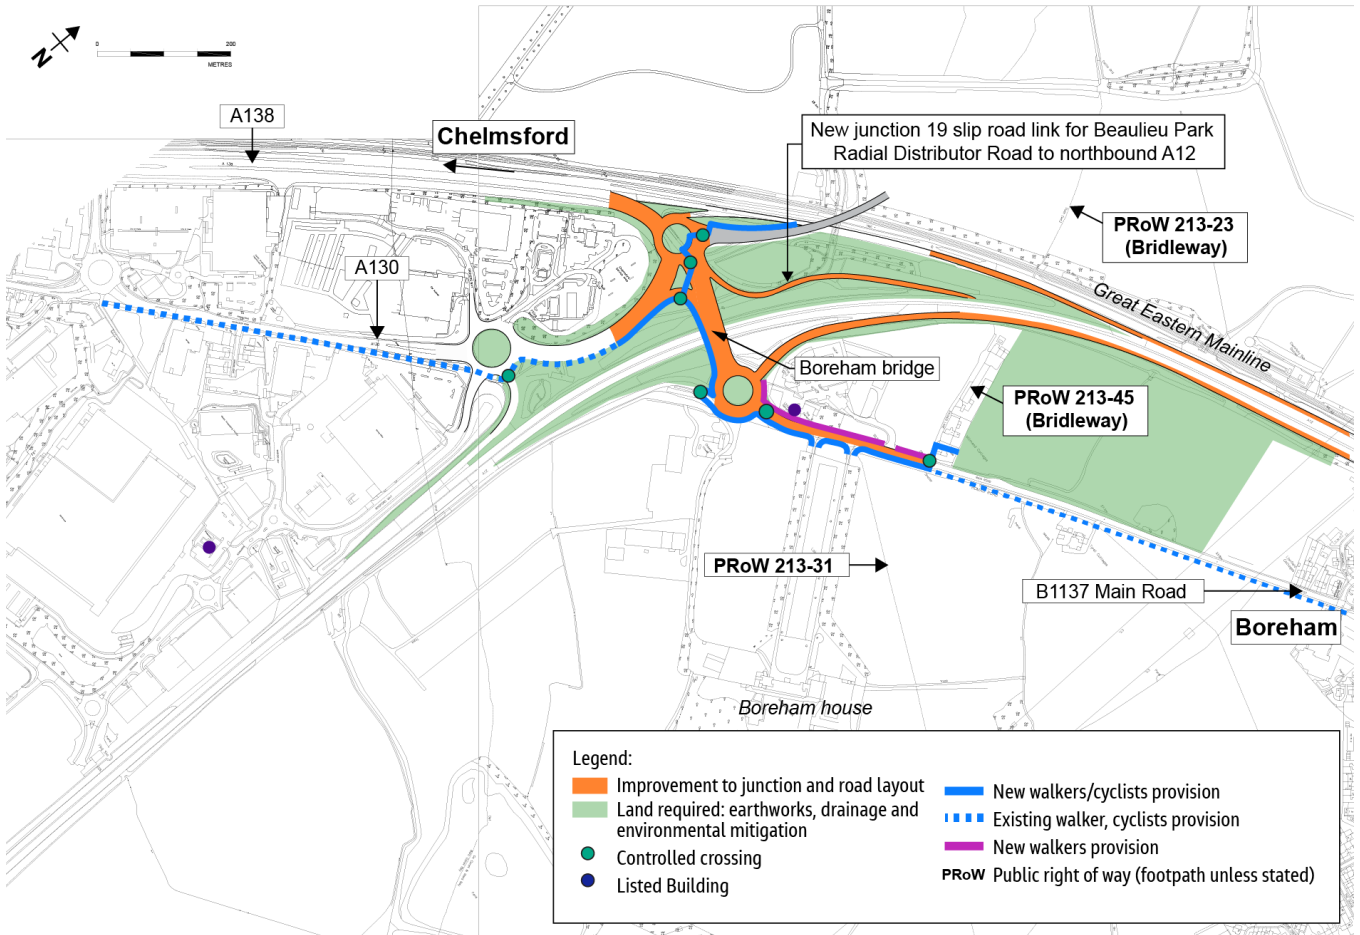 N
0
200
METRES
A138
Chelmsford
New junction 19 slip road link for Beaulieu Park
Radial Distributor Road to northbound A12
PRoW 213-23
(Bridleway)
A130
Great Eastern Mainline
Boreham bridge
PRoW 213-45
(Bridleway)
PRoW 213-31
B1137 Main Road
Boreham
Boreham house
Legend:
Improvement to junction and road layout
Land required: earthworks, drainage and
environmental mitigation
Controlled crossing
Listed Building
New walkers/cyclists provision
Existing walker, cyclists provision
New walkers provision
PRoW Public right of way (footpath unless stated)